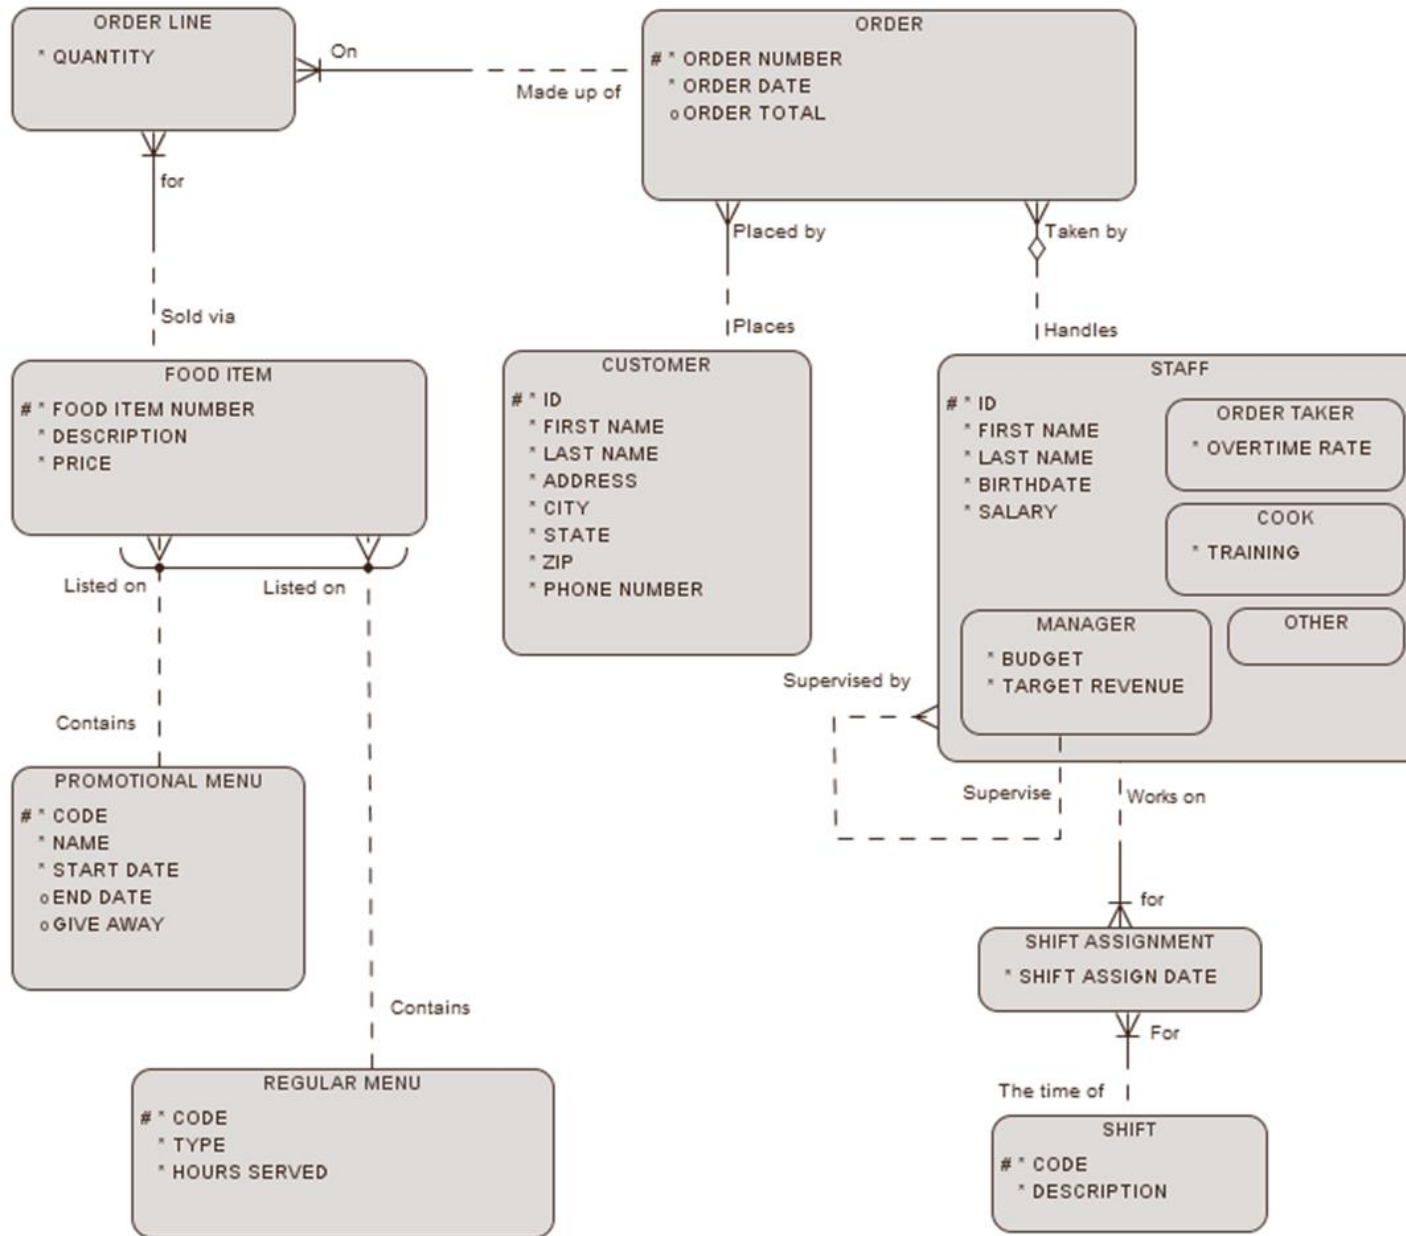 ORDER LINE
* QUANTITY
On
Made up of
ORDER
# * ORDER NUMBER
* ORDER DATE
o ORDER TOTAL
for
Sold via
Placed by
Places
Taken by
Handles
FOOD ITEM
# * FOOD ITEM NUMBER
* DESCRIPTION
* PRICE
CUSTOMER
# * ID
* FIRST NAME
* LAST NAME
* ADDRESS
* CITY
* STATE
* ZIP
* PHONE NUMBER
STAFF
# * ID
* FIRST NAME
* LAST NAME
* BIRTHDATE
* SALARY
ORDER TAKER
* OVERTIME RATE
COOK
* TRAINING
MANAGER
* BUDGET
* TARGET REVENUE
OTHER
Listed on
Listed on
Contains
Supervised by
Supervise
Works on
PROMOTIONAL MENU
# * CODE
* NAME
* START DATE
o END DATE
o GIVE AWAY
for
SHIFT ASSIGNMENT
* SHIFT ASSIGN DATE
Contains
For
The time of
REGULAR MENU
# * CODE
* TYPE
* HOURS SERVED
SHIFT
# * CODE
* DESCRIPTION